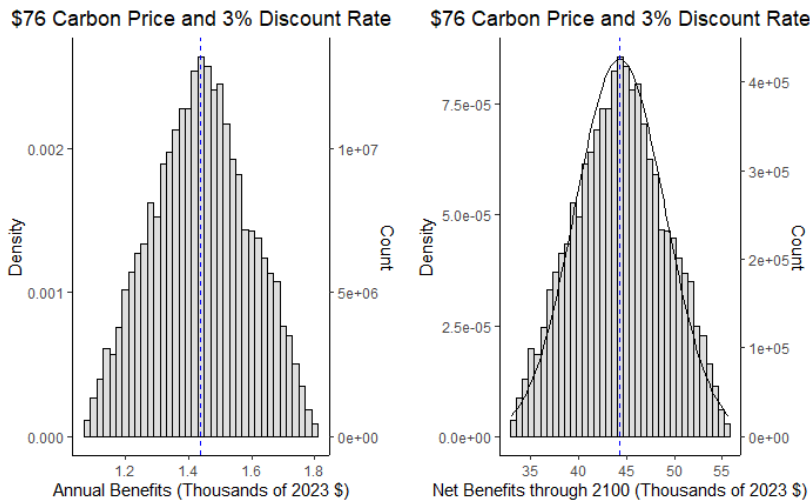 $76 Carbon Price and 3% Discount Rate
Density
0.002
0.001
0.000
1e+07
5e+06
0e+00
Count
1.2 1.4 1.6 1.8
Annual Benefits (Thousands of 2023 $)
$76 Carbon Price and 3% Discount Rate
Density
7.5e-05
5.0e-05
2.5e-05
0.0e+00
4e+05
3e+05
2e+05
1e+05
0e+00
Count
35 40 45 50 55
Net Benefits through 2100 (Thousands of 2023 $)